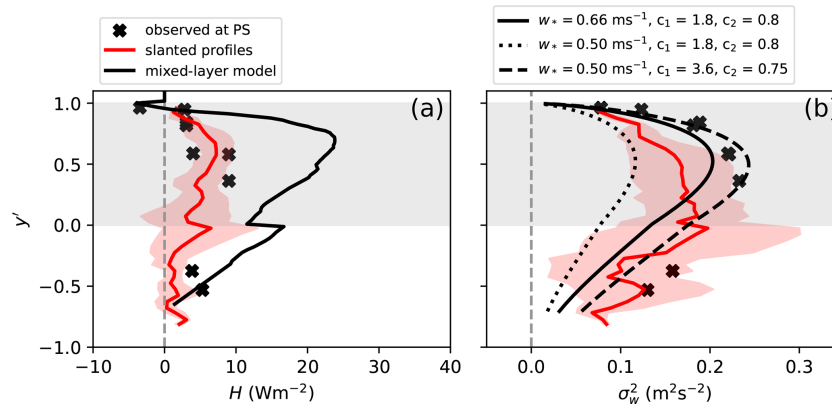 observed at PS
slanted profiles
mixed-layer model
w* = 0.66 ms⁻¹, c₁ = 1.8, c₂ = 0.8
w* = 0.50 ms⁻¹, c₁ = 1.8, c₂ = 0.8
w* = 0.50 ms⁻¹, c₁ = 3.6, c₂ = 0.75
(a)
(b)
y′
1.0
0.5
0.0
−0.5
−1.0
−10 0 10 20 30 40
H (Wm⁻²)
0.0 0.1 0.2 0.3
σ²w (m²s⁻²)